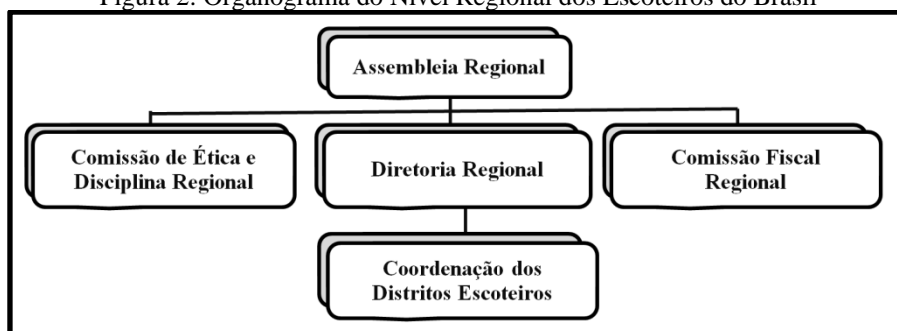 Figura 2: Organograma do Nível Regional dos Escoteiros do Brasil
Assembleia Regional
Comissão de Ética e
Disciplina Regional
Diretoria Regional
Comissão Fiscal
Regional
Coordenação dos
Distritos Escoteiros